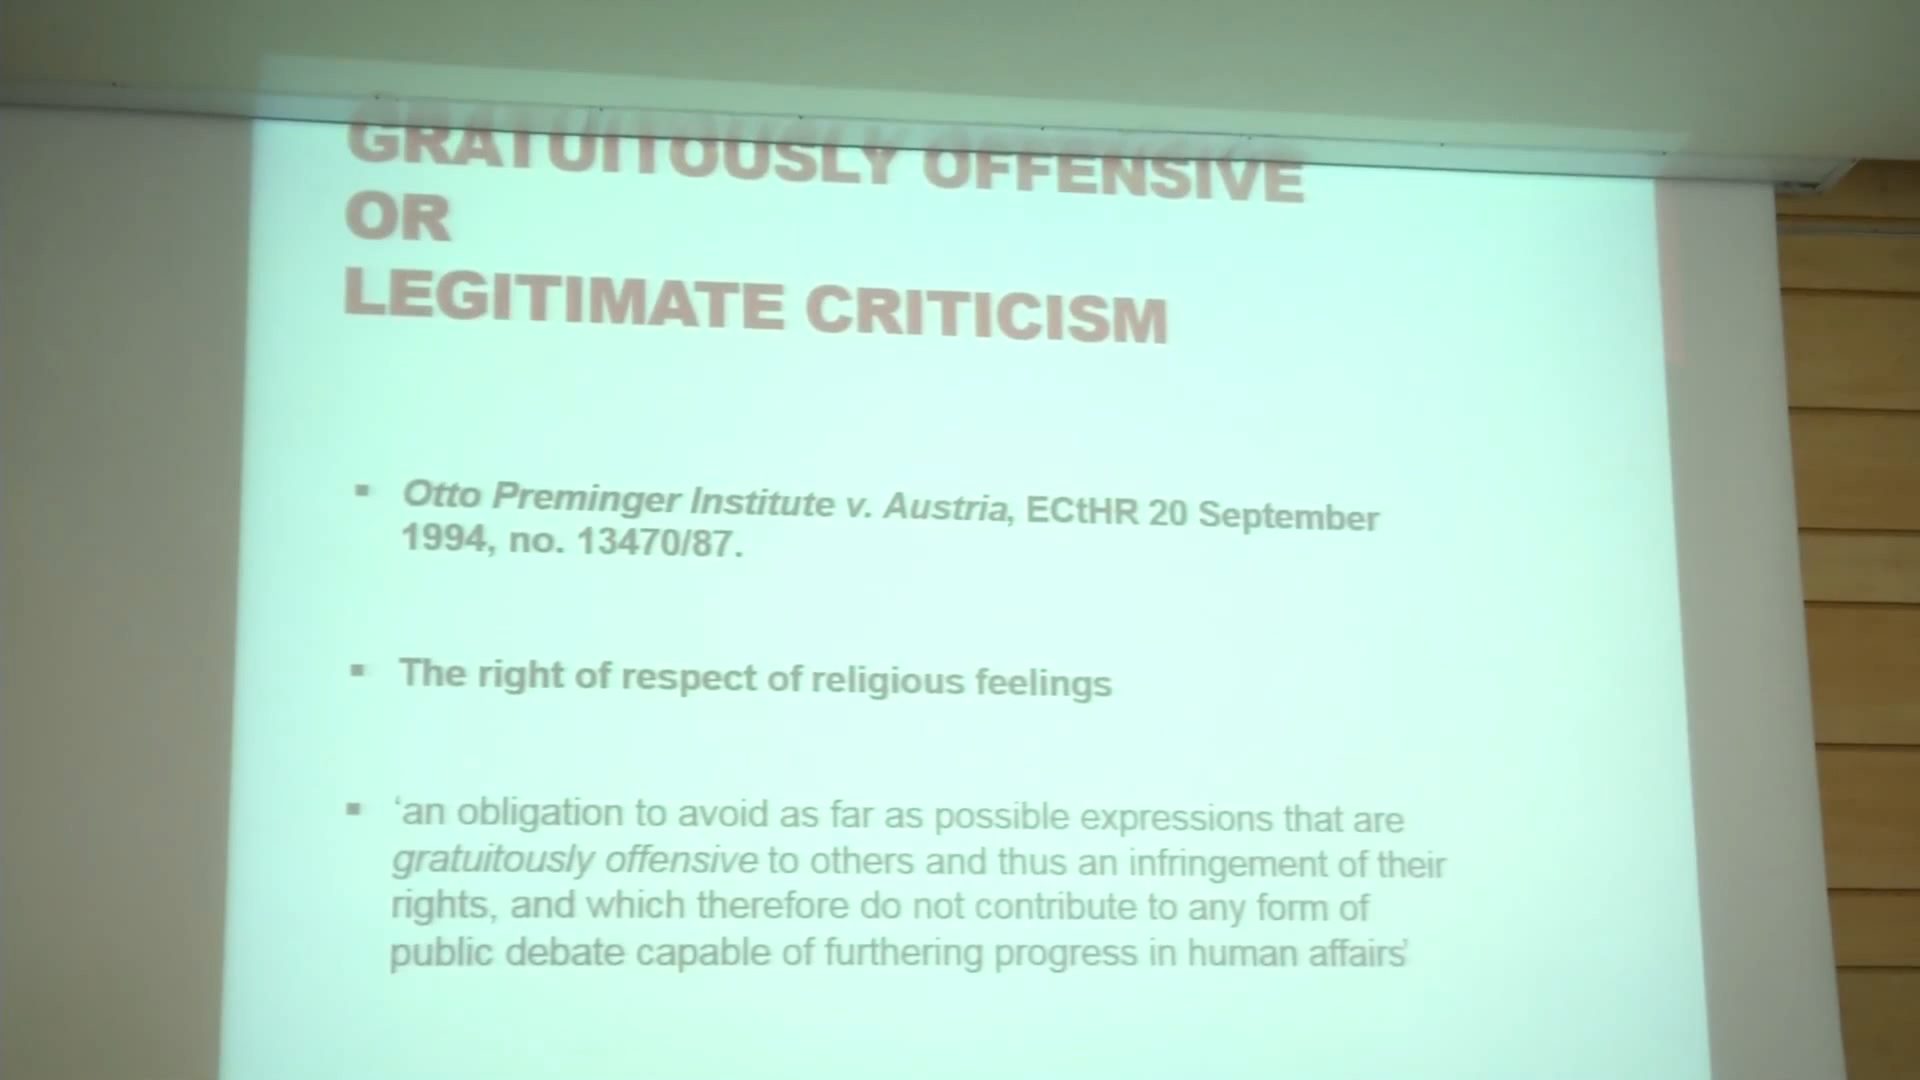 GRATUITOUSLY OFFENSIVE
OR
LEGITIMATE CRITICISM
▪ Otto Preminger Institute v. Austria, ECtHR 20 September
1994, no. 13470/87.
▪ The right of respect of religious feelings
▪ ‘an obligation to avoid as far as possible expressions that are
gratuitously offensive to others and thus an infringement of their
rights, and which therefore do not contribute to any form of
public debate capable of furthering progress in human affairs’